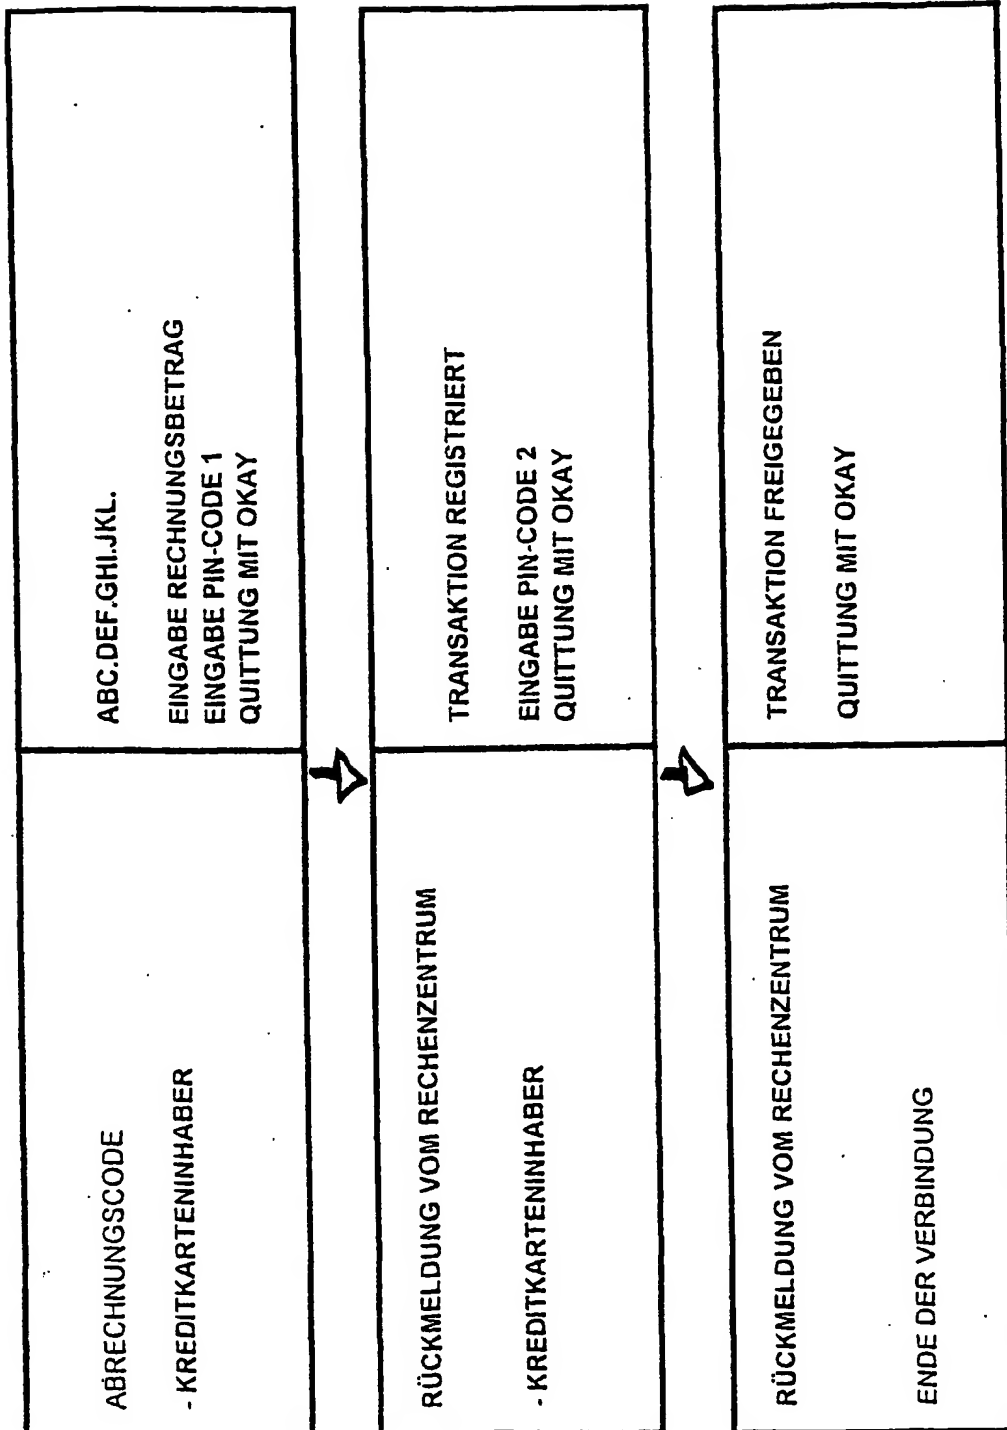 ABRECHNUNGSCODE
ABC.DEF.GHI.JKL.
- KREDITKARTENINHABER
EINGABE RECHNUNGSBETRAG
EINGABE PIN-CODE 1
QUITTUNG MIT OKAY
RÜCKMELDUNG VOM RECHENZENTRUM
TRANSAKTION REGISTRIERT
- KREDITKARTENINHABER
EINGABE PIN-CODE 2
QUITTUNG MIT OKAY
RÜCKMELDUNG VOM RECHENZENTRUM
TRANSAKTION FREIGEGEBEN
QUITTUNG MIT OKAY
ENDE DER VERBINDUNG